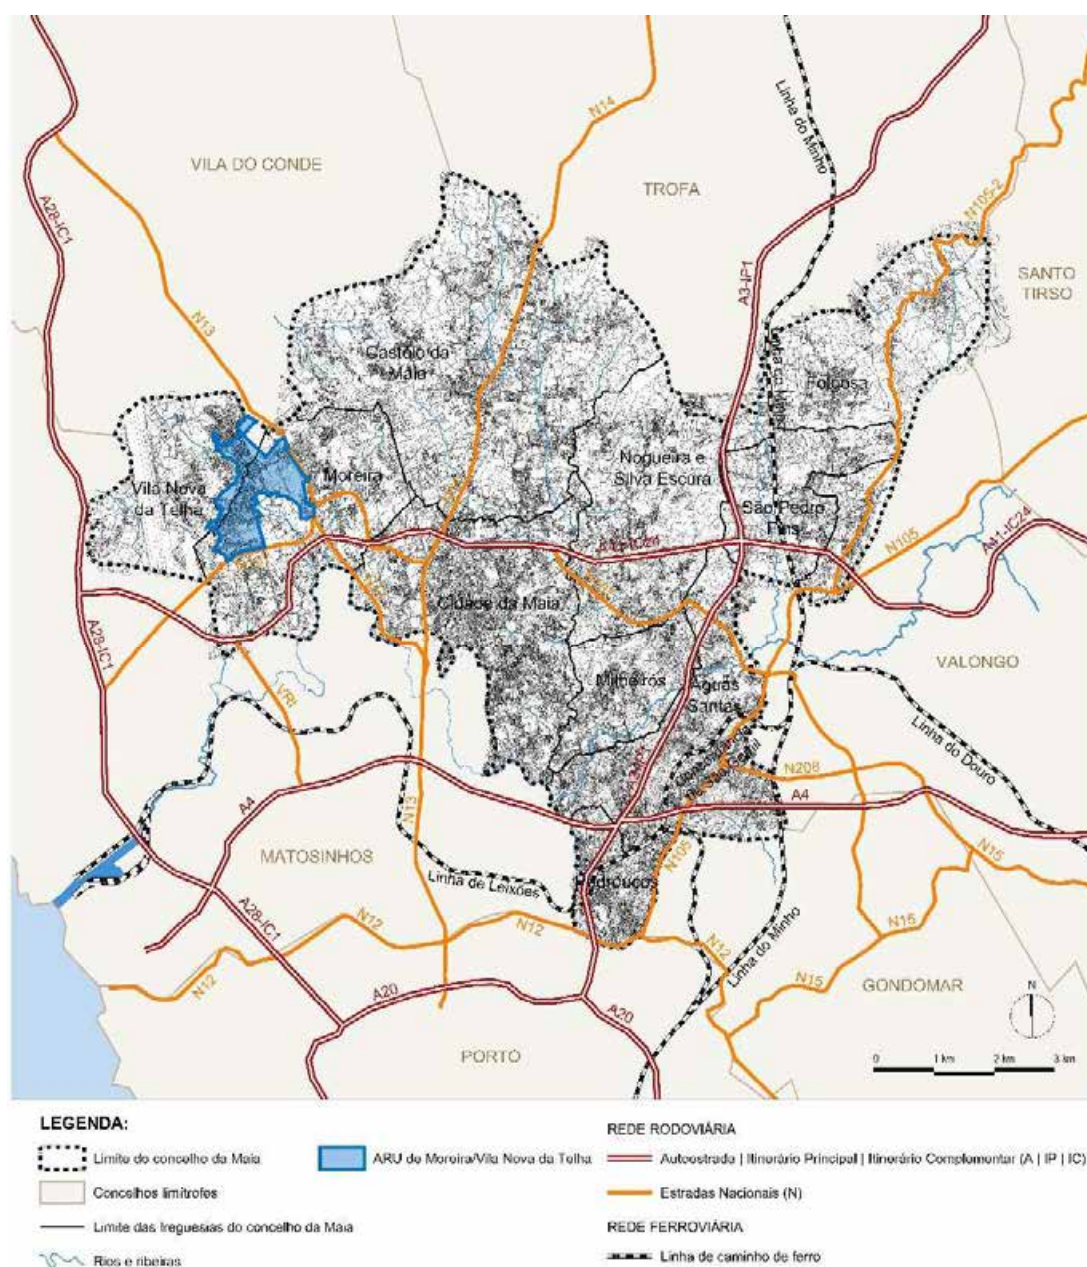 N14
Linha do Minho
VILA DO CONDE
TROFA
N105-2
A28-IC1
A3-IP1
SANTO
TIRSO
N13
Castêlo da
Maia
Folgosa
Nogueira e
Silva Escura
Moreira
Vila Nova
da Telha
São Pedro
Fins
N105
A41-IC24
Cidade da Maia
A28-IC1
VALONGO
Milheirós
Águas
Santas
VRI
Linha do Douro
N208
A4
A4
N13
MATOSINHOS
N105
N15
Linha de Leixões
Pedrouços
A28-IC1
N12
N12
N12
N12
Linha do Minho
N15
N15
GONDOMAR
A20
A20
PORTO
N
0 1 km 2 km 3 km
LEGENDA:
Limite do concelho da Maia
Concelhos limítrofes
Limite das freguesias do concelho da Maia
Rios e ribeiras
ARU de Moreira/Vila Nova da Telha
REDE RODOVIÁRIA
Autoestrada | Itinerário Principal | Itinerário Complementar (A | IP | IC)
Estradas Nacionais (N)
REDE FERROVIÁRIA
Linha de caminho de ferro